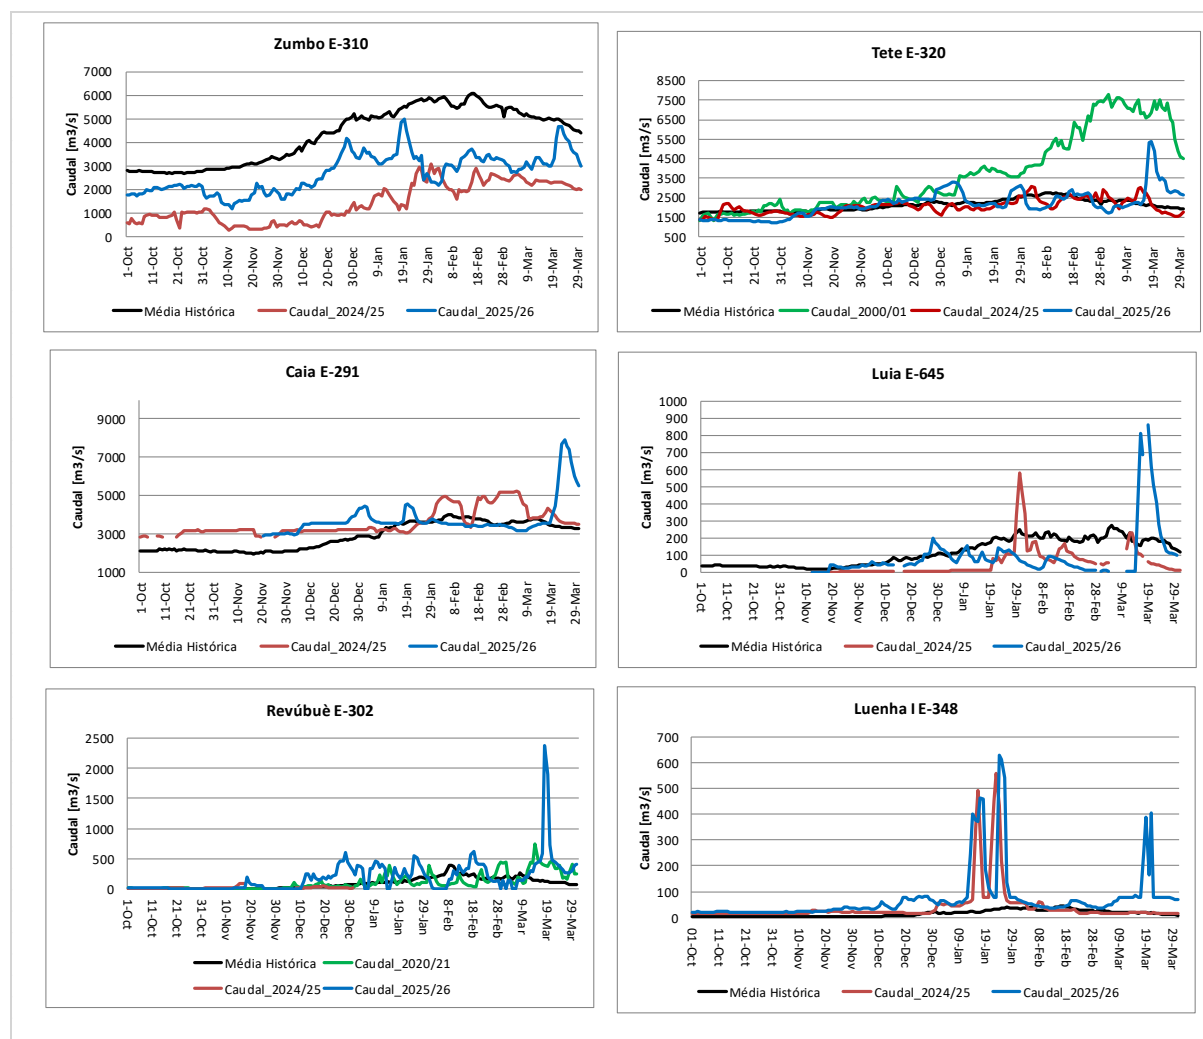 Zumbo E-310
Caudal [m3/s]
7000
6000
5000
4000
3000
2000
1000
0
1-Oct
11-Oct
21-Oct
31-Oct
10-Nov
20-Nov
30-Nov
10-Dec
20-Dec
30-Dec
9-Jan
19-Jan
29-Jan
8-Feb
18-Feb
28-Feb
9-Mar
19-Mar
29-Mar
Média Histórica Caudal_2024/25 Caudal_2025/26
Tete E-320
Caudal [m3/s]
8500
7500
6500
5500
4500
3500
2500
1500
500
1-Oct
11-Oct
21-Oct
31-Oct
10-Nov
20-Nov
30-Nov
10-Dec
20-Dec
30-Dec
9-Jan
19-Jan
29-Jan
8-Feb
18-Feb
28-Feb
9-Mar
19-Mar
29-Mar
Média Histórica Caudal_2000/01 Caudal_2024/25 Caudal_2025/26
Caia E-291
Caudal [m3/s]
9000
7000
5000
3000
1000
1-Oct
11-Oct
21-Oct
31-Oct
10-Nov
20-Nov
30-Nov
10-Dec
20-Dec
30-Dec
9-Jan
19-Jan
29-Jan
8-Feb
18-Feb
28-Feb
9-Mar
19-Mar
29-Mar
Média Histórica Caudal_2024/25 Caudal_2025/26
Luia E-645
Caudal [m3/s]
1000
900
800
700
600
500
400
300
200
100
0
1-Oct
11-Oct
21-Oct
31-Oct
10-Nov
20-Nov
30-Nov
10-Dec
20-Dec
30-Dec
9-Jan
19-Jan
29-Jan
8-Feb
18-Feb
28-Feb
9-Mar
19-Mar
29-Mar
Média Histórica Caudal_2024/25 Caudal_2025/26
Revúbuè E-302
Caudal [m3/s]
2500
2000
1500
1000
500
0
1-Oct
11-Oct
21-Oct
31-Oct
10-Nov
20-Nov
30-Nov
10-Dec
20-Dec
30-Dec
9-Jan
19-Jan
29-Jan
8-Feb
18-Feb
28-Feb
9-Mar
19-Mar
29-Mar
Média Histórica Caudal_2020/21
Caudal_2024/25 Caudal_2025/26
Luenha I E-348
Caudal [m3/s]
700
600
500
400
300
200
100
0
01-Oct
11-Oct
21-Oct
31-Oct
10-Nov
20-Nov
30-Nov
10-Dec
20-Dec
30-Dec
09-Jan
19-Jan
29-Jan
08-Feb
18-Feb
28-Feb
09-Mar
19-Mar
29-Mar
Média Histórica Caudal_2024/25 Caudal_2025/26